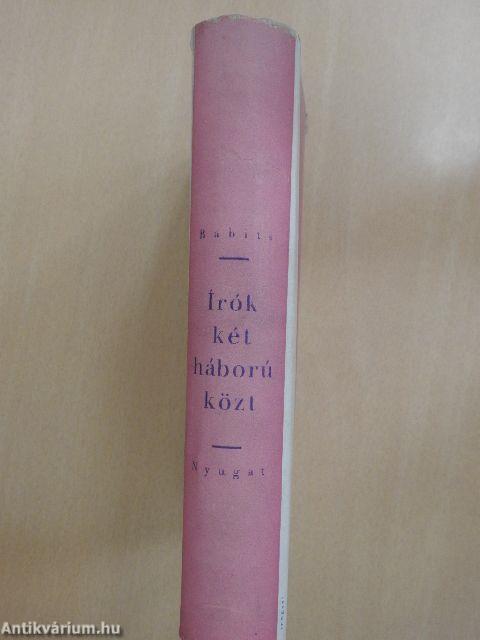 Babits
Írók
két
háború
közt
Nyugat
Antikvárium.hu